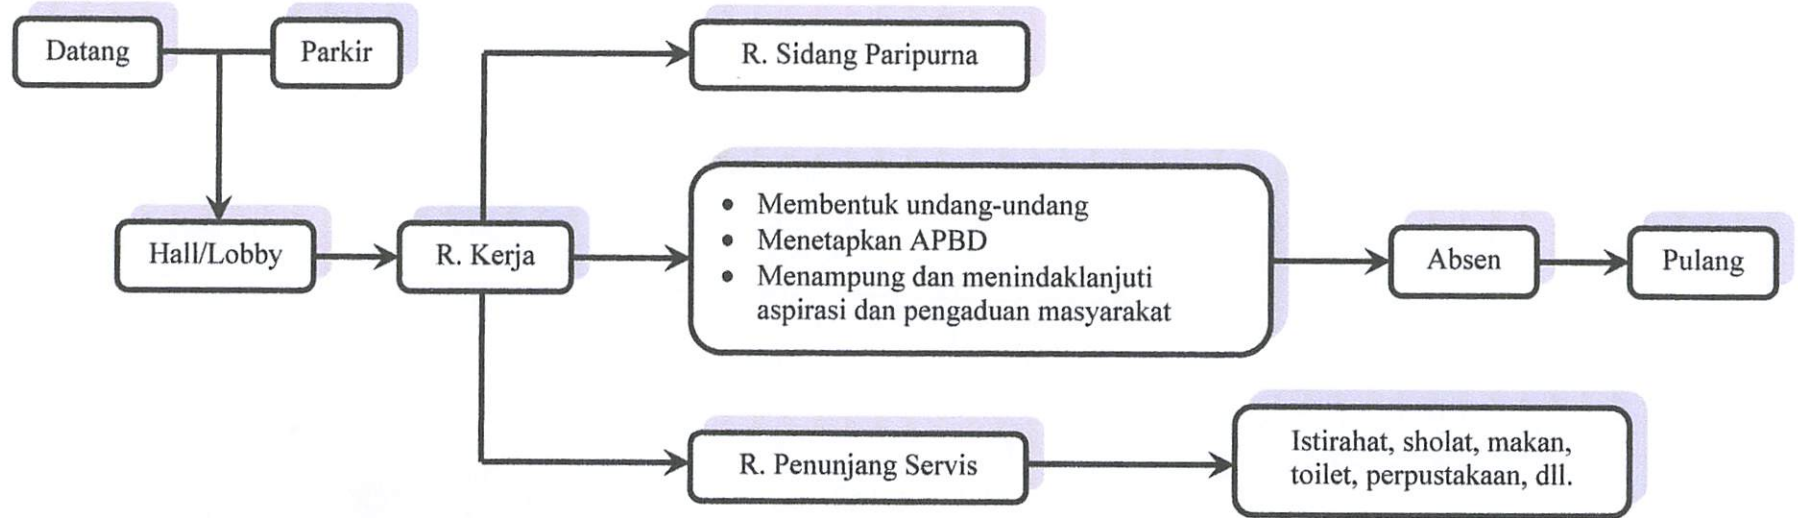 Datang
Parkir
R. Sidang Paripurna
Hall/Lobby
R. Kerja
• Membentuk undang-undang
• Menetapkan APBD
• Menampung dan menindaklanjuti
aspirasi dan pengaduan masyarakat
Absen
Pulang
R. Penunjang Servis
Istirahat, sholat, makan,
toilet, perpustakaan, dll.